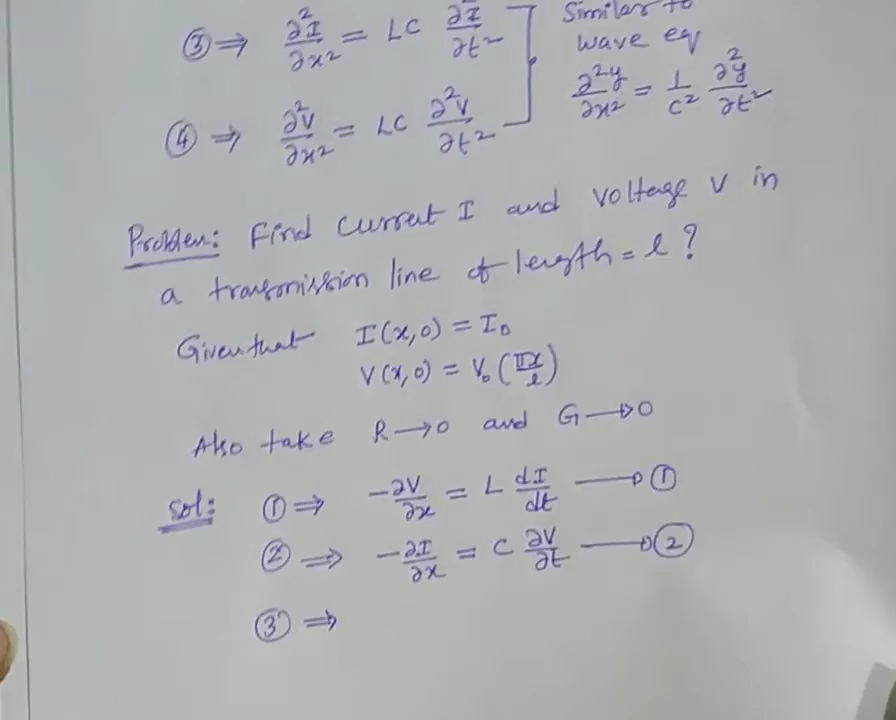 ③ ⇒ ∂²I/∂x² = LC ∂²I/∂t²
Similar to
wave eq
∂²y/∂x² = 1/c² ∂²y/∂t²
④ ⇒ ∂²V/∂x² = LC ∂²V/∂t²
Problem: Find current I and voltage V in
a transmission line of length = l ?
Given that I(x,0) = I₀
V(x,0) = V₀ (πx/l)
Also take R → 0 and G → 0
Sol: ① ⇒ -∂V/∂x = L dI/dt → ①
② ⇒ -∂I/∂x = C ∂V/∂t → ②
③ ⇒